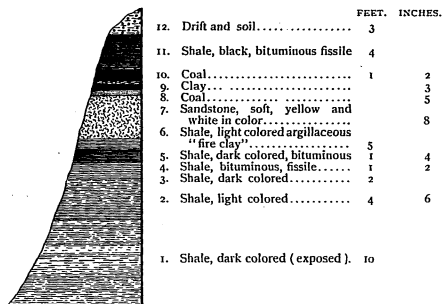 FEET. INCHES.
12. Drift and soil.................. 3
11. Shale, black, bituminous fissile 4
10. Coal........................... 1 2
9. Clay........................... 3
8. Coal........................... 5
7. Sandstone, soft, yellow and
white in color................ 8
6. Shale, light colored argillaceous
"fire clay".................... 5
5. Shale, dark colored, bituminous 1 4
4. Shale, bituminous, fissile...... 1 2
3. Shale, dark colored............ 2
2. Shale, light colored............ 4 6
1. Shale, dark colored (exposed). 10